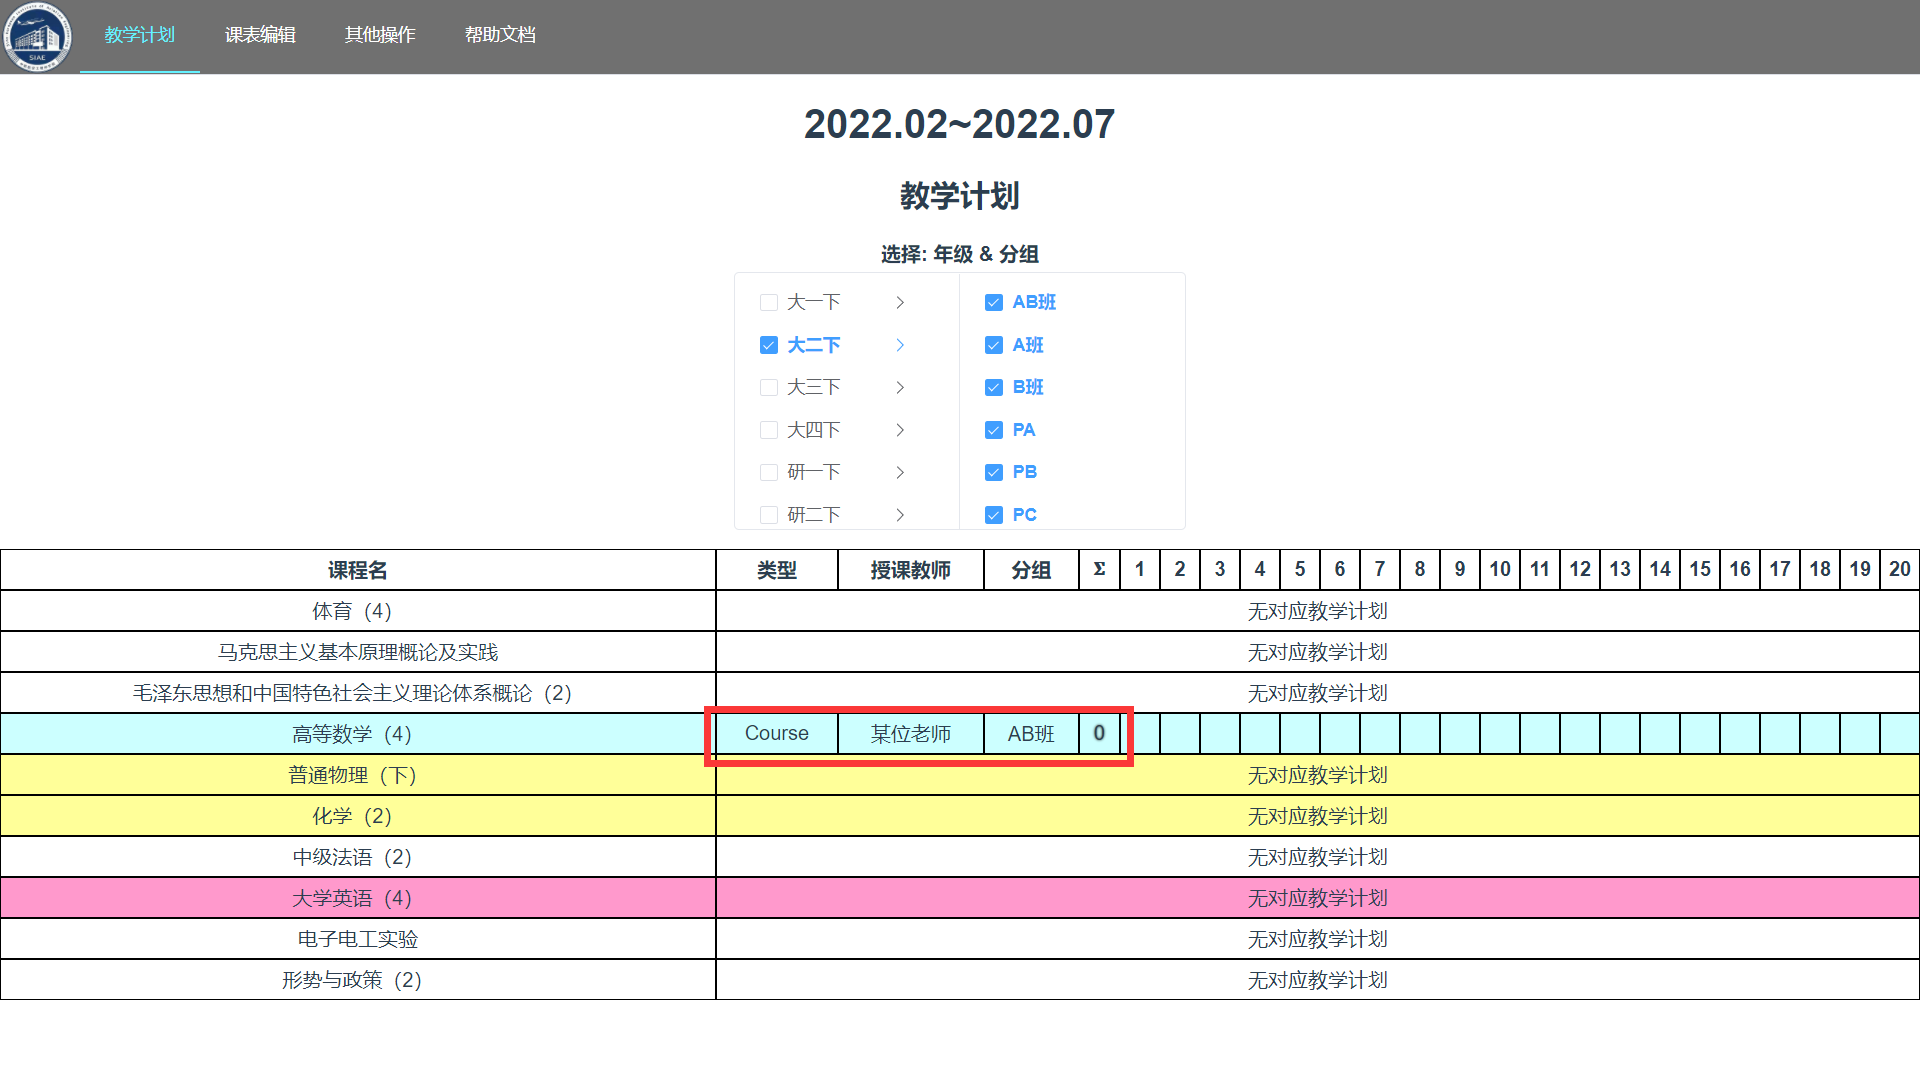 SIAE
教学计划 课表编辑 其他操作 帮助文档
2022.02~2022.07
教学计划
选择: 年级 & 分组
大一下 AB班
大二下 A班
大三下 B班
大四下 PA
研一下 PB
研二下 PC
课程名 类型 授课教师 分组 Σ 1 2 3 4 5 6 7 8 9 10 11 12 13 14 15 16 17 18 19 20
体育（4） 无对应教学计划
马克思主义基本原理概论及实践 无对应教学计划
毛泽东思想和中国特色社会主义理论体系概论（2） 无对应教学计划
高等数学（4） Course 某位老师 AB班 0
普通物理（下） 无对应教学计划
化学（2） 无对应教学计划
中级法语（2） 无对应教学计划
大学英语（4） 无对应教学计划
电子电工实验 无对应教学计划
形势与政策（2） 无对应教学计划